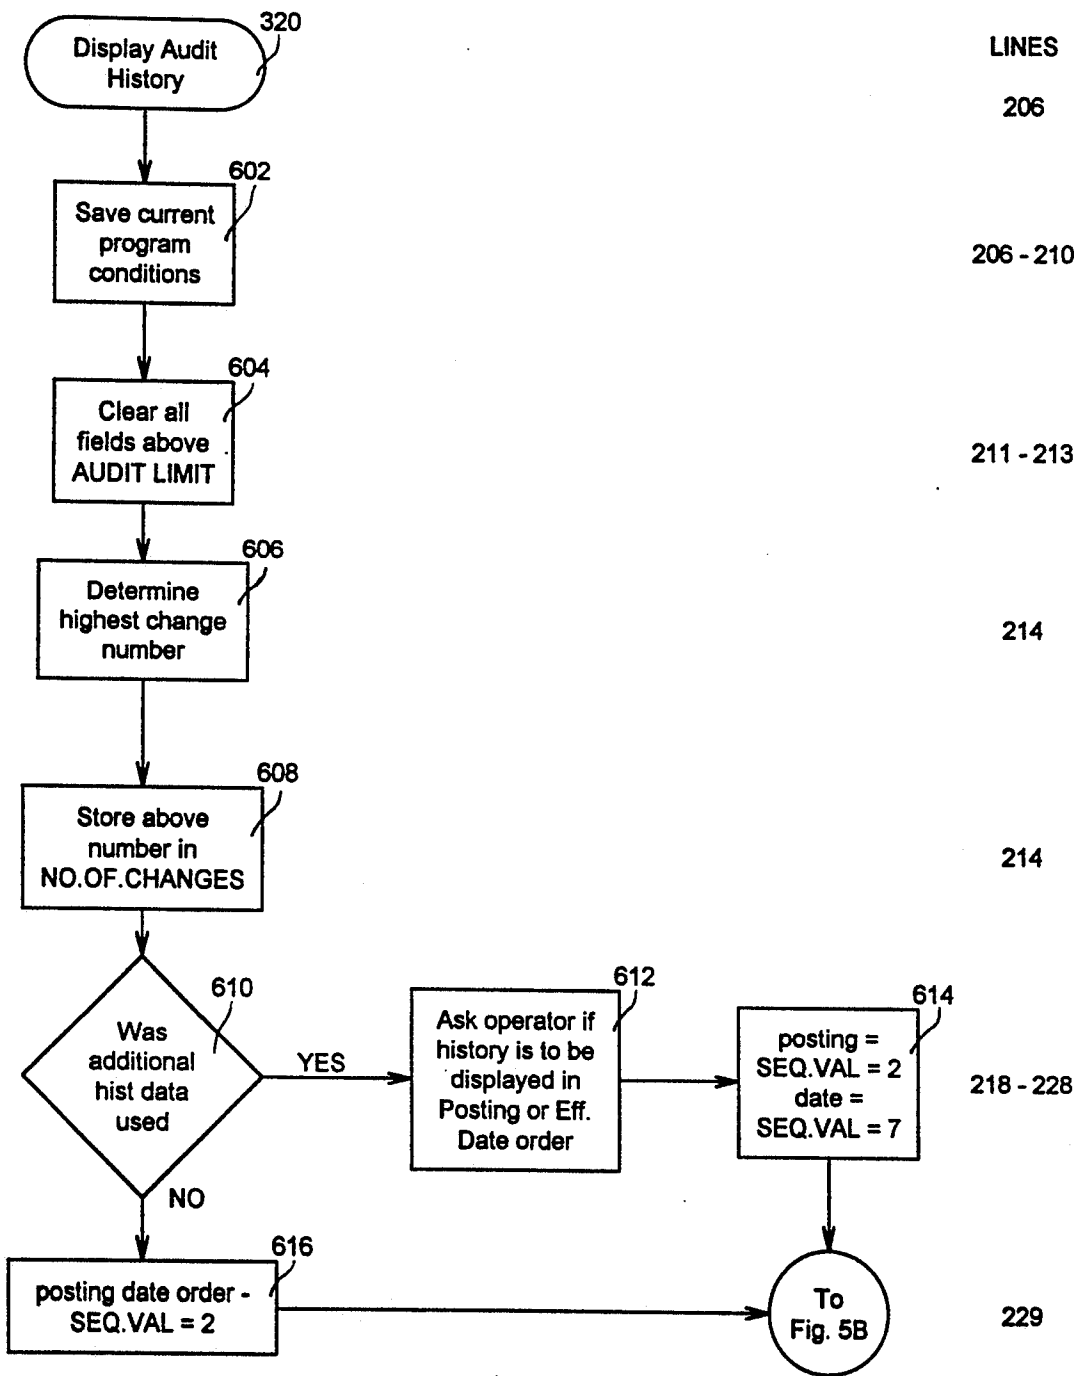 320
Display Audit
History
LINES
206
602
Save current
program
conditions
206 - 210
604
Clear all
fields above
AUDIT LIMIT
211 - 213
606
Determine
highest change
number
214
608
Store above
number in
NO.OF.CHANGES
214
610
Was
additional
hist data
used
YES
612
Ask operator if
history is to be
displayed in
Posting or Eff.
Date order
614
posting =
SEQ.VAL = 2
date =
SEQ.VAL = 7
218 - 228
NO
616
posting date order -
SEQ.VAL = 2
To
Fig. 5B
229